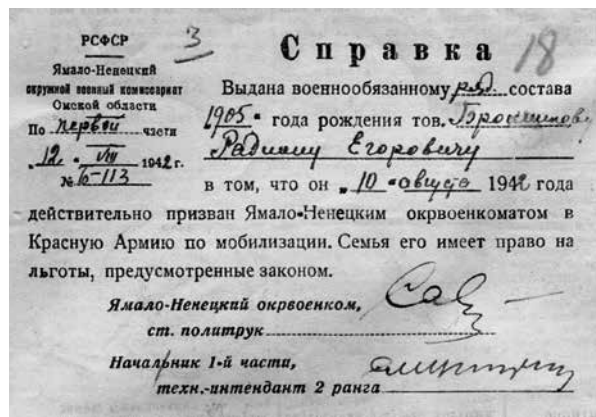 РСФСР
3
Ямало-Ненецкий
окружной военный комиссариат
Омской области
По первой части
„12" VIII 1942 г.
№ Б-113
Справка
18
Выдана военнообязанному ряд. состава
1905 - года рождения тов.
Егоровичу
в том, что он „10" августа 1942 года
действительно призван Ямало-Ненецким окрвоенкоматом в
Красную Армию по мобилизации. Семья его имеет право на
льготы, предусмотренные законом.
Ямало-Ненецкий окрвоенком,
ст. политрук
Начальник 1-й части,
техн.-интендант 2 ранга